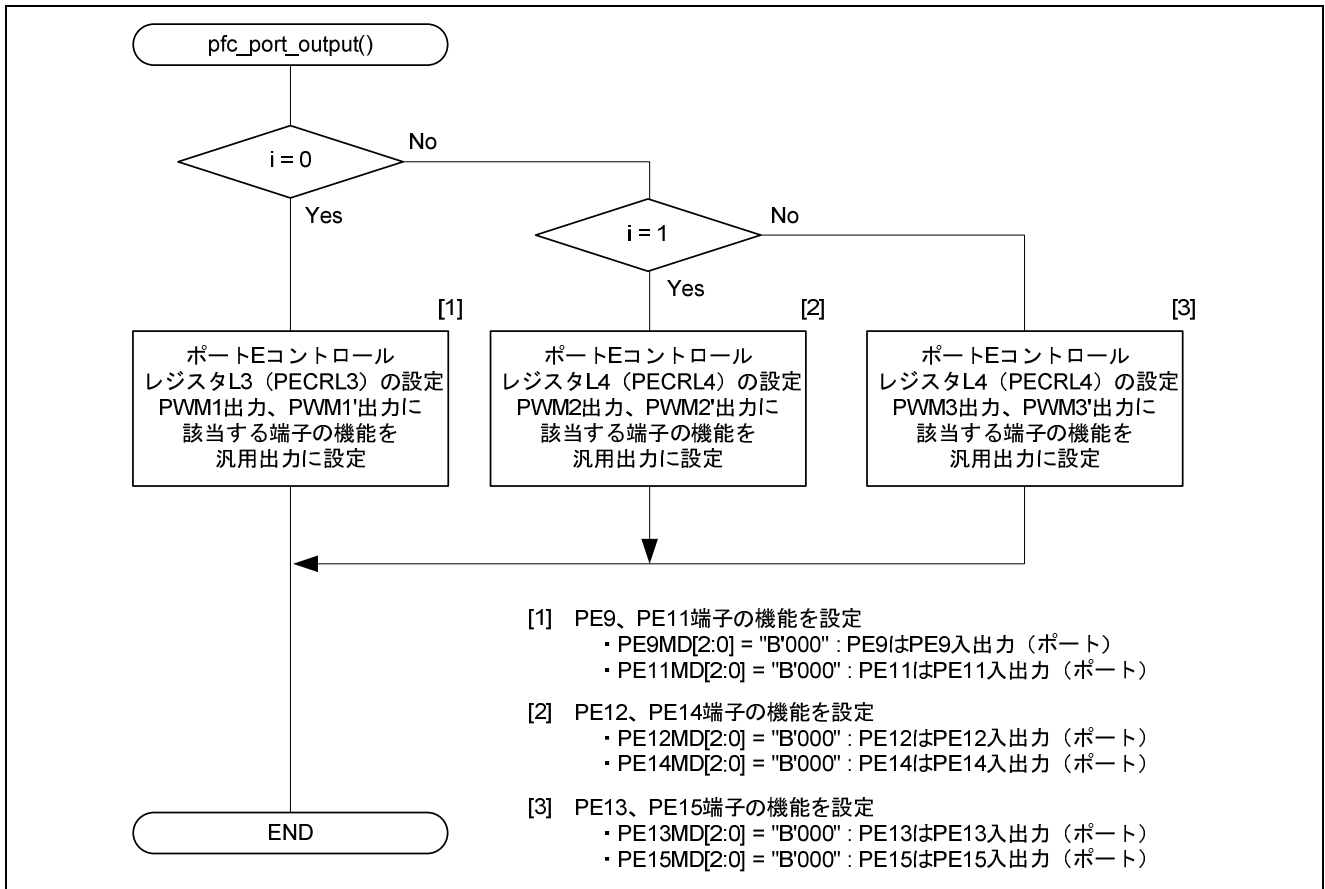 pfc_port_output()
i = 0
No
Yes
i = 1
No
Yes
[1]
ポートEコントロール
レジスタL3（PECRL3）の設定
PWM1出力、PWM1'出力に
該当する端子の機能を
汎用出力に設定
[2]
ポートEコントロール
レジスタL4（PECRL4）の設定
PWM2出力、PWM2'出力に
該当する端子の機能を
汎用出力に設定
[3]
ポートEコントロール
レジスタL4（PECRL4）の設定
PWM3出力、PWM3'出力に
該当する端子の機能を
汎用出力に設定
[1] PE9、PE11端子の機能を設定
・PE9MD[2:0] = "B'000" : PE9はPE9入出力（ポート）
・PE11MD[2:0] = "B'000" : PE11はPE11入出力（ポート）
[2] PE12、PE14端子の機能を設定
・PE12MD[2:0] = "B'000" : PE12はPE12入出力（ポート）
・PE14MD[2:0] = "B'000" : PE14はPE14入出力（ポート）
[3] PE13、PE15端子の機能を設定
・PE13MD[2:0] = "B'000" : PE13はPE13入出力（ポート）
・PE15MD[2:0] = "B'000" : PE15はPE15入出力（ポート）
END